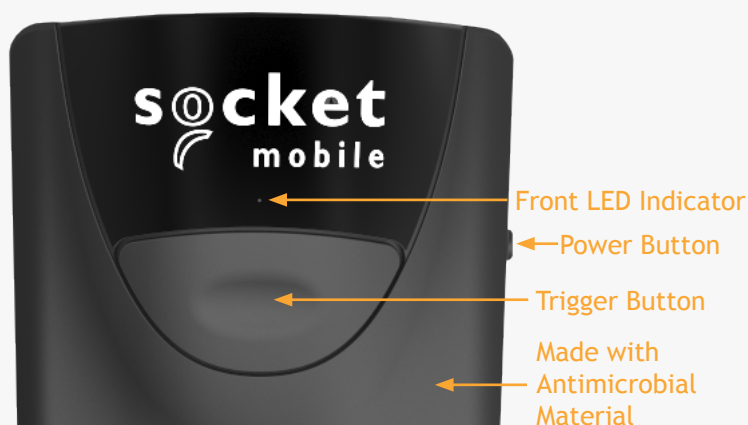 socket
mobile
Front LED Indicator
Power Button
Trigger Button
Made with
Antimicrobial
Material